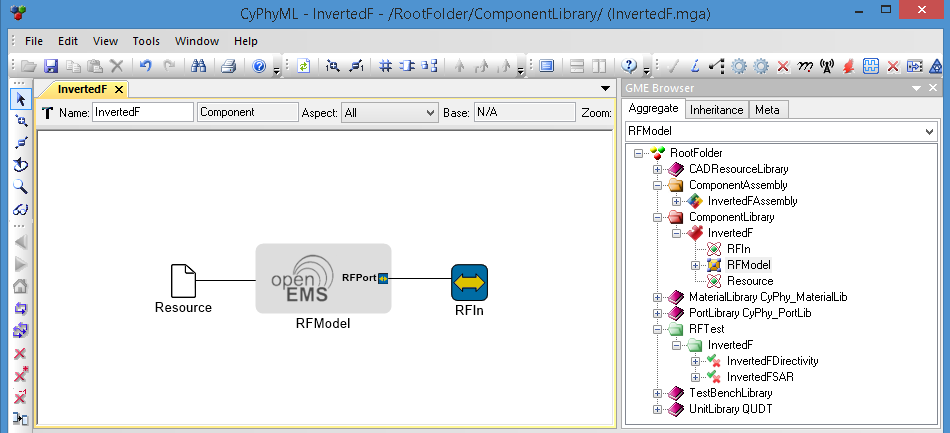 CyPhyML - InvertedF - /RootFolder/ComponentLibrary/ (InvertedF.mga)
File Edit View Tools Window Help
InvertedF
Name: InvertedF Component Aspect: All Base: N/A Zoom:
Resource
openEMS
RFPort
RFModel
RFIn
GME Browser
Aggregate Inheritance Meta
RFModel
RootFolder
CADResourceLibrary
ComponentAssembly
InvertedFAssembly
ComponentLibrary
InvertedF
RFIn
RFModel
Resource
MaterialLibrary CyPhy_MaterialLib
PortLibrary CyPhy_PortLib
RFTest
InvertedF
InvertedFDirectivity
InvertedFSAR
TestBenchLibrary
UnitLibrary QUDT